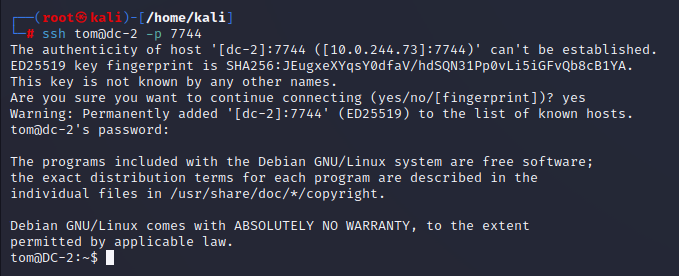 ┌──(root㉿kali)-[/home/kali]
└─# ssh tom@dc-2 -p 7744
The authenticity of host '[dc-2]:7744 ([10.0.244.73]:7744)' can't be established.
ED25519 key fingerprint is SHA256:JEugxeXYqsY0dfaV/hdSQN31Pp0vLi5iGFvQb8cB1YA.
This key is not known by any other names.
Are you sure you want to continue connecting (yes/no/[fingerprint])? yes
Warning: Permanently added '[dc-2]:7744' (ED25519) to the list of known hosts.
tom@dc-2's password:
The programs included with the Debian GNU/Linux system are free software;
the exact distribution terms for each program are described in the
individual files in /usr/share/doc/*/copyright.
Debian GNU/Linux comes with ABSOLUTELY NO WARRANTY, to the extent
permitted by applicable law.
tom@DC-2:~$